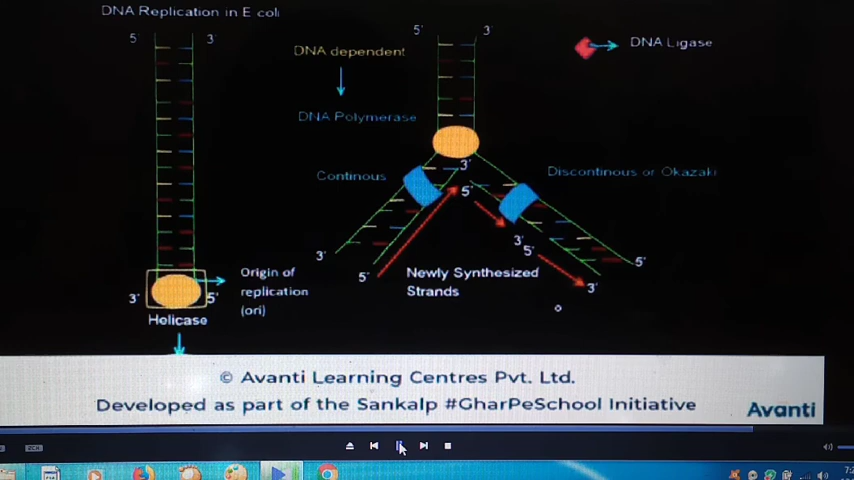 DNA Replication in E coli
5' 3'
DNA dependent
DNA Polymerase
5' 3'
DNA Ligase
Continous
3'
5'
Discontinous or Okazaki
3'
5'
3'
5'
5'
3'
Newly Synthesized
Strands
Origin of
replication
(ori)
3' 5'
Helicase
© Avanti Learning Centres Pvt. Ltd.
Developed as part of the Sankalp #GharPeSchool Initiative
Avanti
2CH